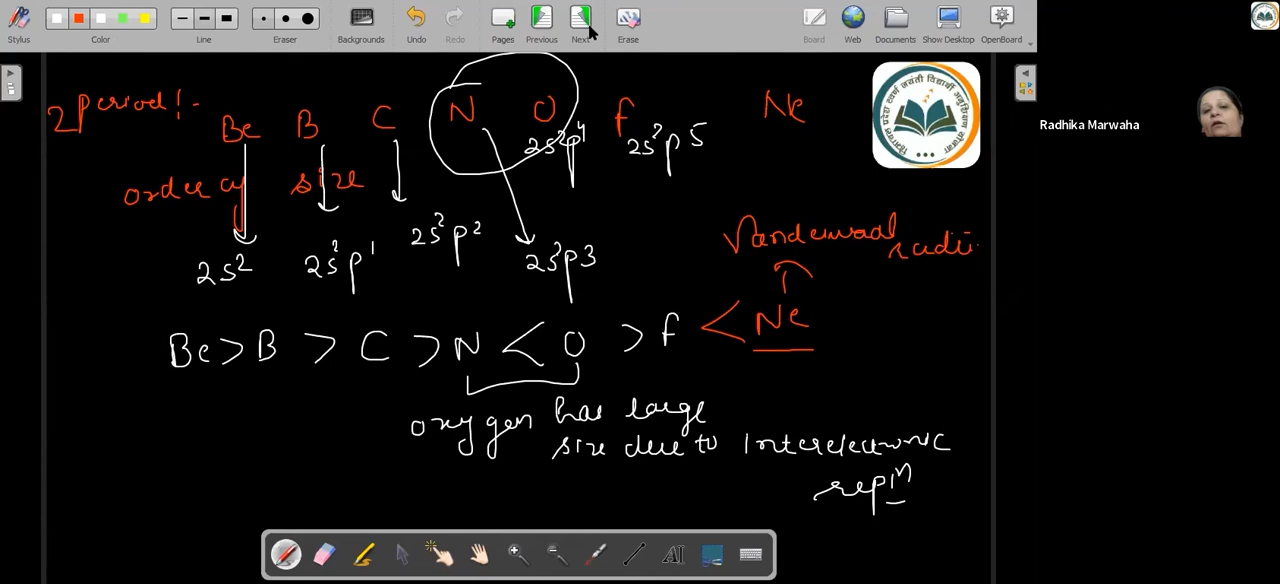 Stylus Color Line Eraser Backgrounds Undo Redo Pages Previous Next Erase Board Web Documents Show Desktop OpenBoard
2 period! -
Be B C N O F Ne
2s²p⁴ 2s²p5
order of size
Radhika Marwaha
Vanderwaal radii
2s² 2s²p¹ 2s²p² 2s²p3
Be > B > C > N < O > F < Ne
oxygen has large
size due to Interelectronic
repⁿ
AI